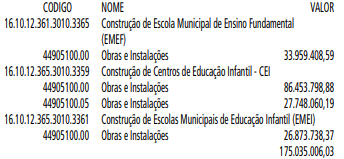 CODIGO NOME VALOR
16.10.12.361.3010.3365 Construção de Escola Municipal de Ensino Fundamental
(EMEF)
44905100.00 Obras e Instalações 33.959.408,59
16.10.12.365.3010.3359 Construção de Centros de Educação Infantil - CEI
44905100.00 Obras e Instalações 86.453.798,88
44905100.05 Obras e Instalações 27.748.060,19
16.10.12.365.3010.3361 Construção de Escolas Municipais de Educação Infantil (EMEI)
44905100.00 Obras e Instalações 26.873.738,37
175.035.006,03